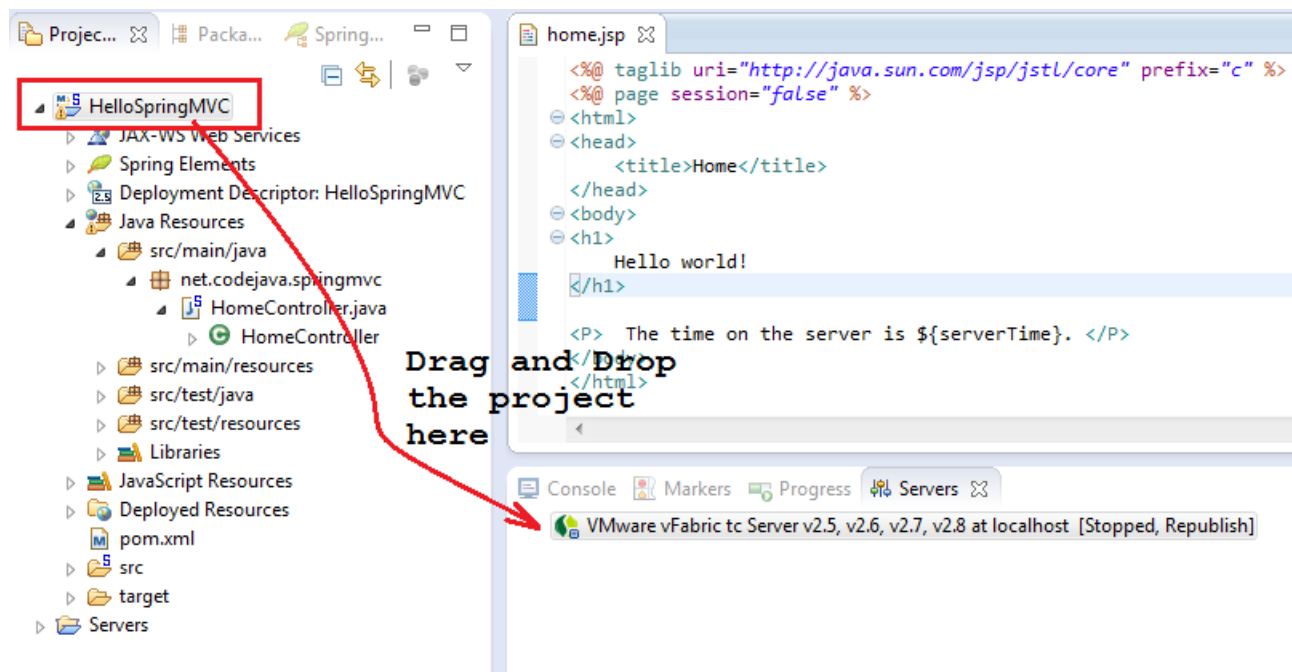 Projec... Packa... Spring...
HelloSpringMVC
JAX-WS Web Services
Spring Elements
Deployment Descriptor: HelloSpringMVC
Java Resources
src/main/java
net.codejava.springmvc
HomeController.java
HomeController
src/main/resources
src/test/java
src/test/resources
Libraries
JavaScript Resources
Deployed Resources
pom.xml
src
target
Servers
home.jsp
<%@ taglib uri="http://java.sun.com/jsp/jstl/core" prefix="c" %>
<%@ page session="false" %>
<html>
<head>
<title>Home</title>
</head>
<body>
<h1>
Hello world!
</h1>
<P>  The time on the server is ${serverTime}. </P>
</body>
</html>
Drag and Drop
the project
here
Console Markers Progress Servers
VMware vFabric tc Server v2.5, v2.6, v2.7, v2.8 at localhost [Stopped, Republish]